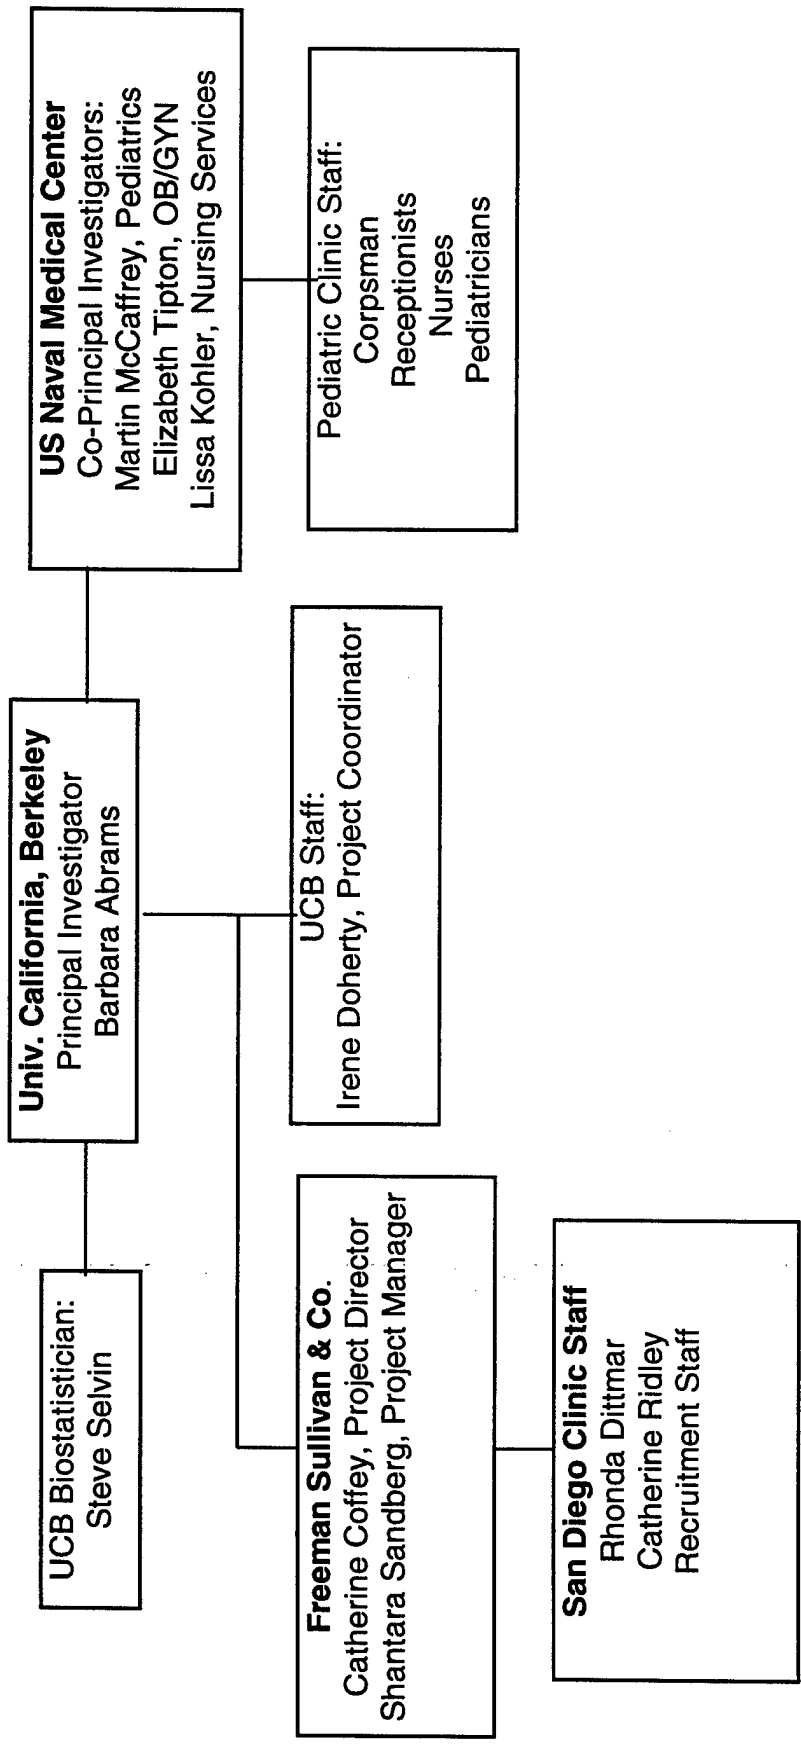 UCB Biostatistician:
Steve Selvin
Univ. California, Berkeley
Principal Investigator
Barbara Abrams
US Naval Medical Center
Co-Principal Investigators:
Martin McCaffrey, Pediatrics
Elizabeth Tipton, OB/GYN
Lissa Kohler, Nursing Services
Freeman Sullivan & Co.
Catherine Coffey, Project Director
Shantara Sandberg, Project Manager
UCB Staff:
Irene Doherty, Project Coordinator
Pediatric Clinic Staff:
Corpsman
Receptionists
Nurses
Pediatricians
San Diego Clinic Staff
Rhonda Dittmar
Catherine Ridley
Recruitment Staff